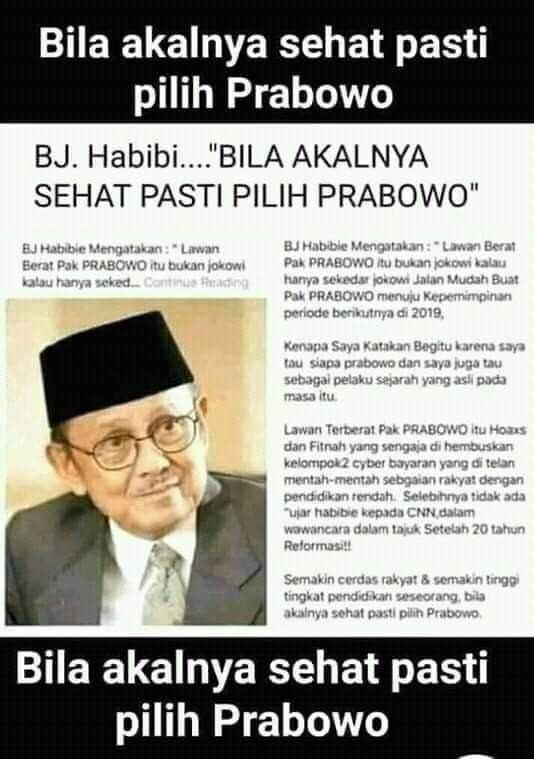 Bila akalnya sehat pasti
pilih Prabowo
BJ. Habibi...."BILA AKALNYA
SEHAT PASTI PILIH PRABOWO"
BJ Habibie Mengatakan : " Lawan
Berat Pak PRABOWO itu bukan jokowi
kalau hanya seked... Continue Reading
BJ Habibie Mengatakan : " Lawan Berat
Pak PRABOWO itu bukan jokowi kalau
hanya sekedar jokowi Jalan Mudah Buat
Pak PRABOWO menuju Kepemimpinan
periode berikutnya di 2019,
Kenapa Saya Katakan Begitu karena saya
tau siapa prabowo dan saya juga tau
sebagai pelaku sejarah yang asli pada
masa itu.
Lawan Terberat Pak PRABOWO itu Hoaxs
dan Fitnah yang sengaja di hembuskan
kelompok2 cyber bayaran yang di telan
mentah-mentah sebgaian rakyat dengan
pendidikan rendah. Selebihnya tidak ada
"ujar habibie kepada CNN,dalam
wawancara dalam tajuk Setelah 20 tahun
Reformasi!!
Semakin cerdas rakyat & semakin tinggi
tingkat pendidikan seseorang, bila
akalnya sehat pasti pilih Prabowo.
Bila akalnya sehat pasti
pilih Prabowo